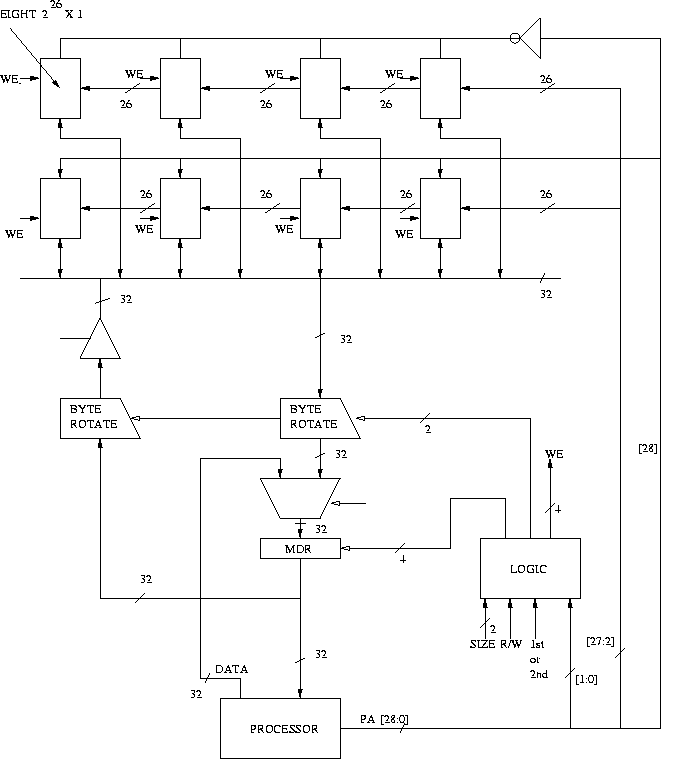 EIGHT 2^26 X 1
WE
WE
WE
WE
26
26
26
26
26
26
26
26
WE
WE
WE
WE
32
32
32
BYTE
ROTATE
BYTE
ROTATE
2
[28]
32
WE
4
32
MDR
4
LOGIC
32
2
SIZE
R/W
1st
or
2nd
[27:2]
[1:0]
32
DATA
32
PROCESSOR
PA [28:0]